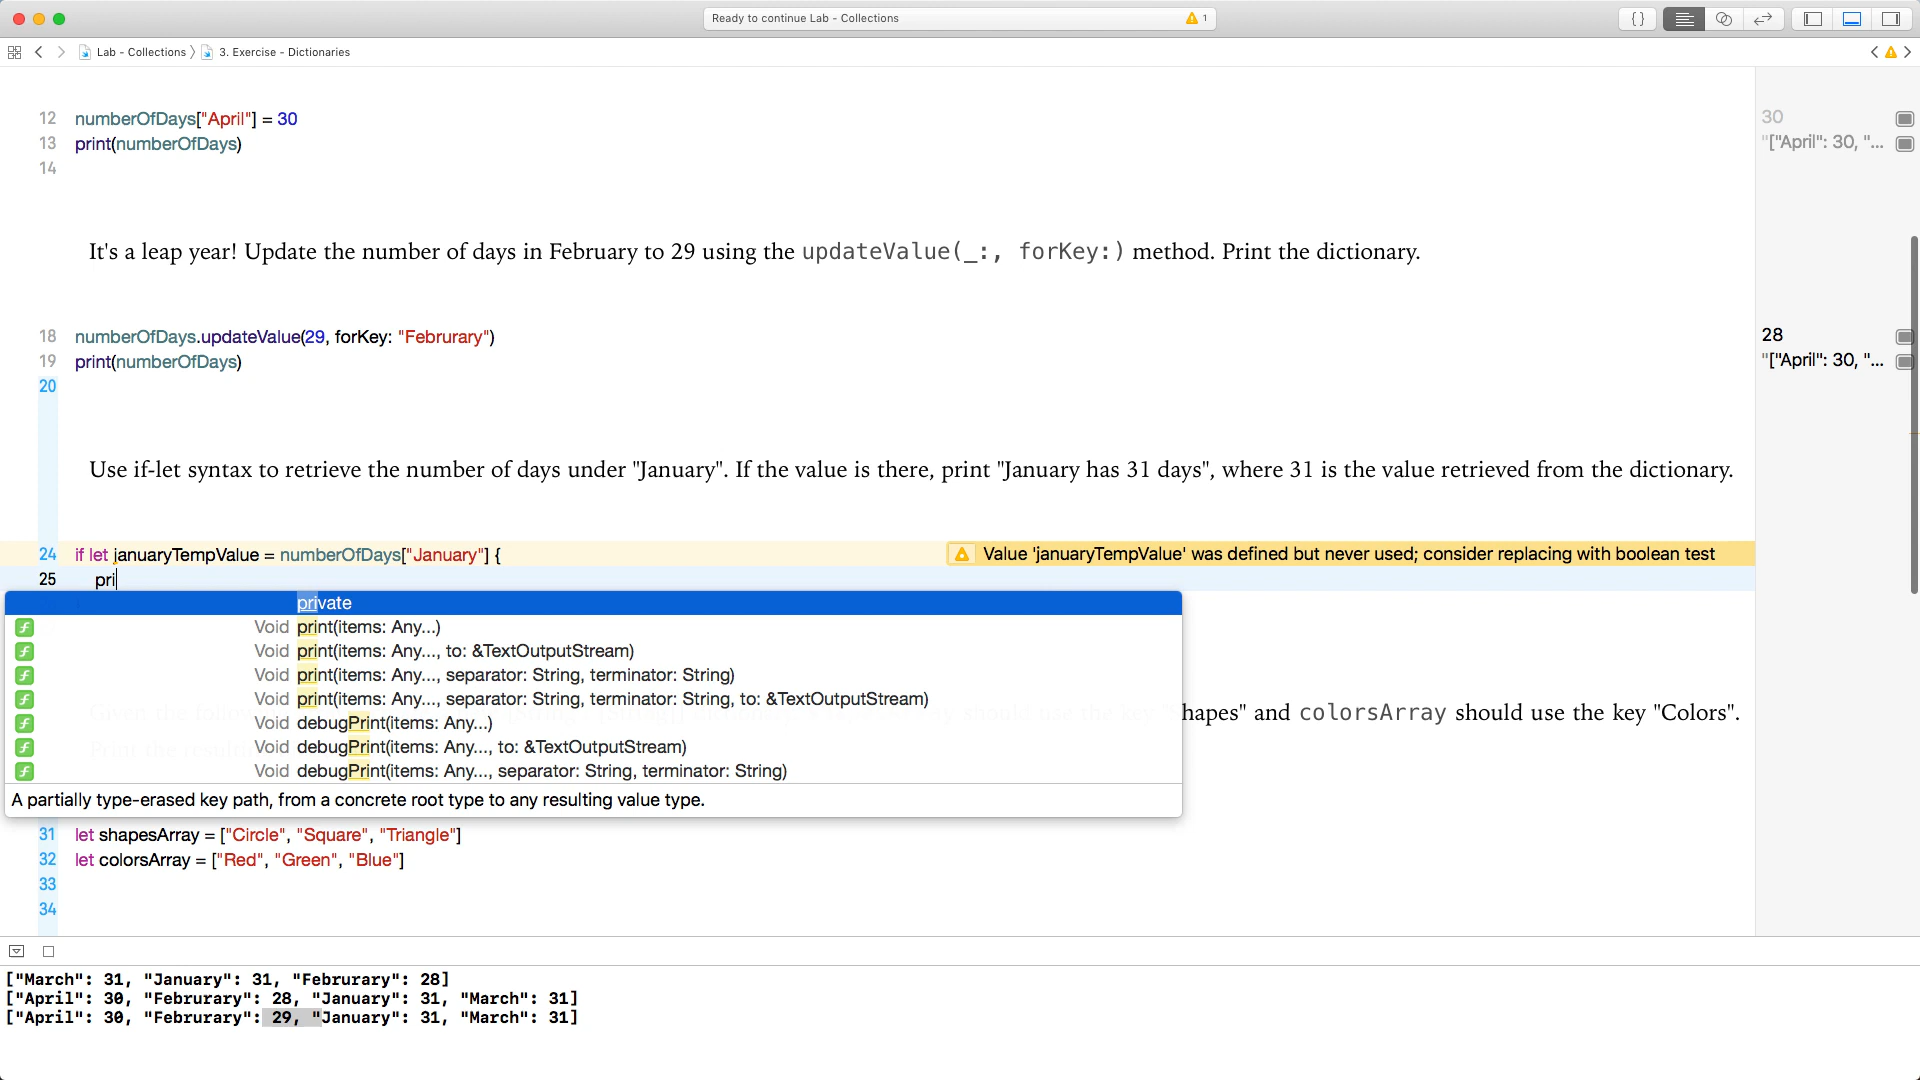 Ready to continue Lab - Collections
1
{ }
Lab - Collections
3. Exercise - Dictionaries
12 numberOfDays["April"] = 30
30
13 print(numberOfDays)
"["April": 30, "...
14
It's a leap year! Update the number of days in February to 29 using the updateValue(_:, forKey:) method. Print the dictionary.
18 numberOfDays.updateValue(29, forKey: "Februrary")
28
19 print(numberOfDays)
"["April": 30, "...
20
Use if-let syntax to retrieve the number of days under "January". If the value is there, print "January has 31 days", where 31 is the value retrieved from the dictionary.
24 if let januaryTempValue = numberOfDays["January"] {
Value 'januaryTempValue' was defined but never used; consider replacing with boolean test
25 pri
private
f Void print(items: Any...)
f Void print(items: Any..., to: &TextOutputStream)
f Void print(items: Any..., separator: String, terminator: String)
f Void print(items: Any..., separator: String, terminator: String, to: &TextOutputStream)
f Void debugPrint(items: Any...)
hapes" and colorsArray should use the key "Colors".
f Void debugPrint(items: Any..., to: &TextOutputStream)
f Void debugPrint(items: Any..., separator: String, terminator: String)
A partially type-erased key path, from a concrete root type to any resulting value type.
31 let shapesArray = ["Circle", "Square", "Triangle"]
32 let colorsArray = ["Red", "Green", "Blue"]
33
34
["March": 31, "January": 31, "Februrary": 28]
["April": 30, "Februrary": 28, "January": 31, "March": 31]
["April": 30, "Februrary": 29, "January": 31, "March": 31]